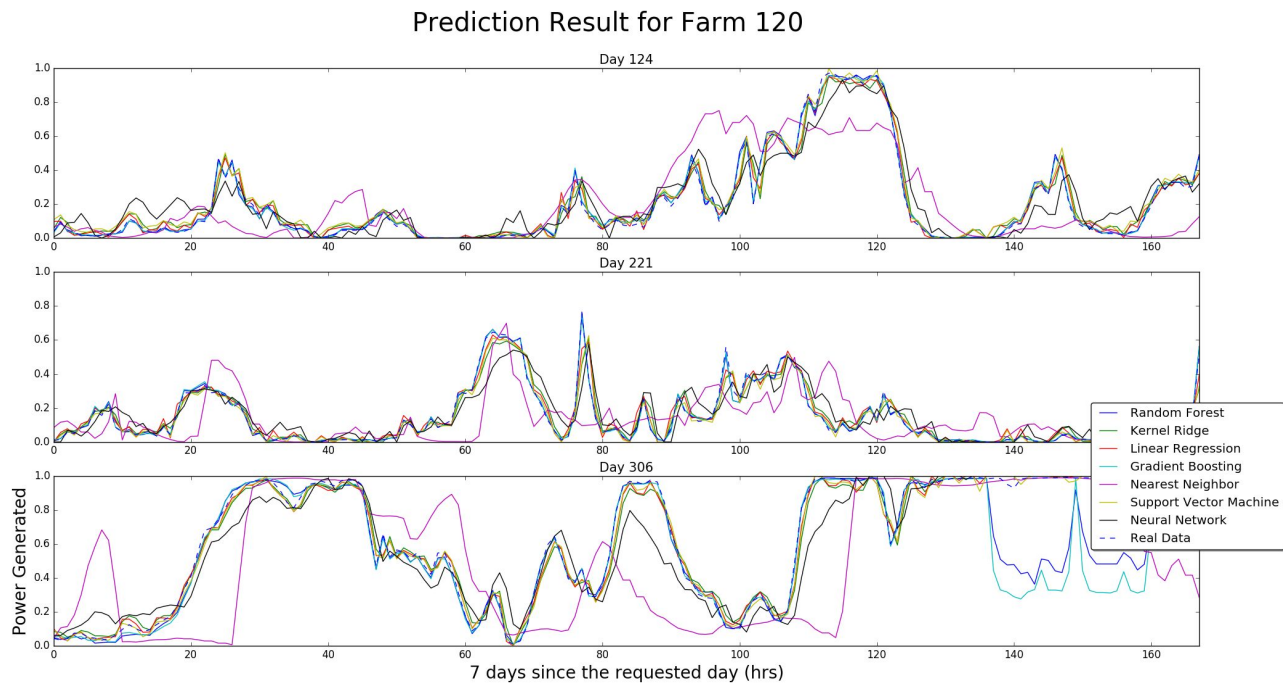 Prediction Result for Farm 120
Day 124
1.0
0.8
0.6
0.4
0.2
0.0
0 20 40 60 80 100 120 140 160
Day 221
1.0
0.8
0.6
0.4
0.2
0.0
0 20 40 60 80 100 120
Random Forest
Kernel Ridge
Linear Regression
Gradient Boosting
Nearest Neighbor
Support Vector Machine
Neural Network
Real Data
Day 306
Power Generated
1.0
0.8
0.6
0.4
0.2
0.0
0 20 40 60 80 100 120 140 160
7 days since the requested day (hrs)